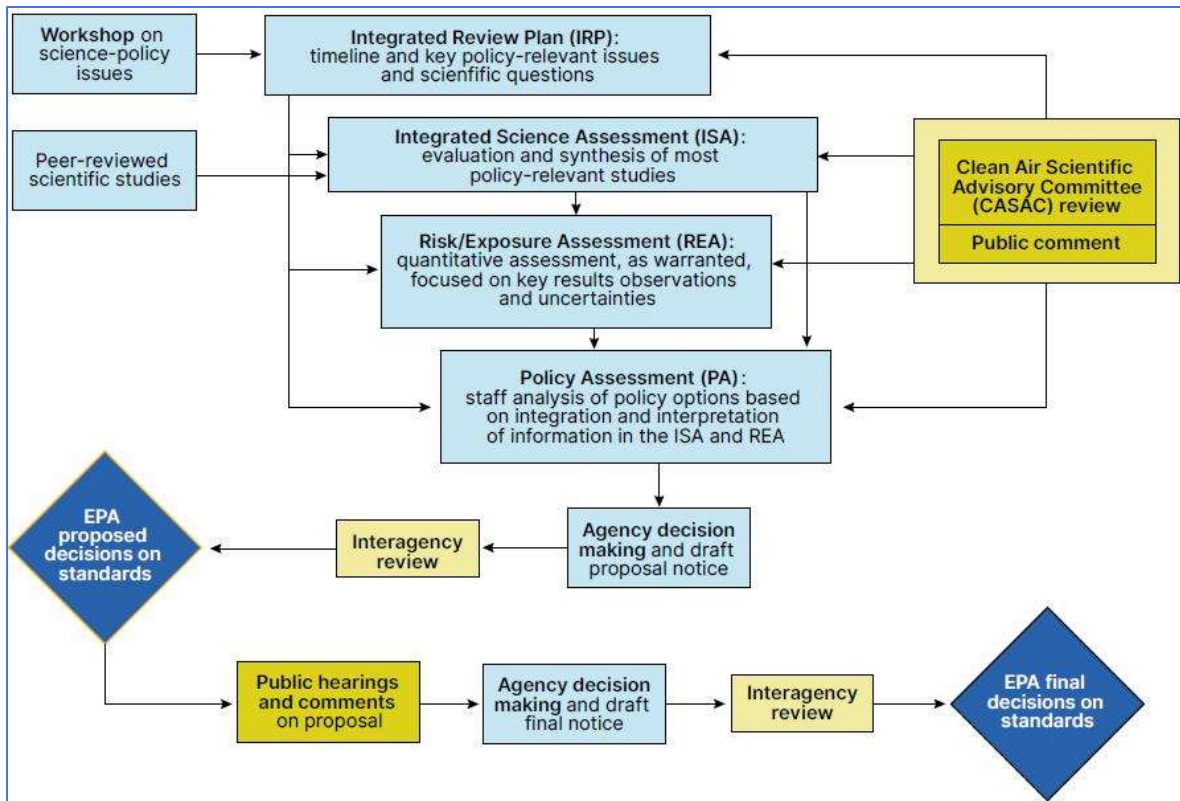 Workshop on
science-policy
issues
Integrated Review Plan (IRP):
timeline and key policy-relevant issues
and scienfific questions
Peer-reviewed
scientific studies
Integrated Science Assessment (ISA):
evaluation and synthesis of most
policy-relevant studies
Clean Air Scientific
Advisory Committee
(CASAC) review
Public comment
Risk/Exposure Assessment (REA):
quantitative assessment, as warranted,
focused on key results observations
and uncertainties
Policy Assessment (PA):
staff analysis of policy options based
on integration and interpretation
of information in the ISA and REA
EPA
proposed
decisions on
standards
Interagency
review
Agency decision
making and draft
proposal notice
Public hearings
and comments
on proposal
Agency decision
making and draft
final notice
Interagency
review
EPA final
decisions on
standards